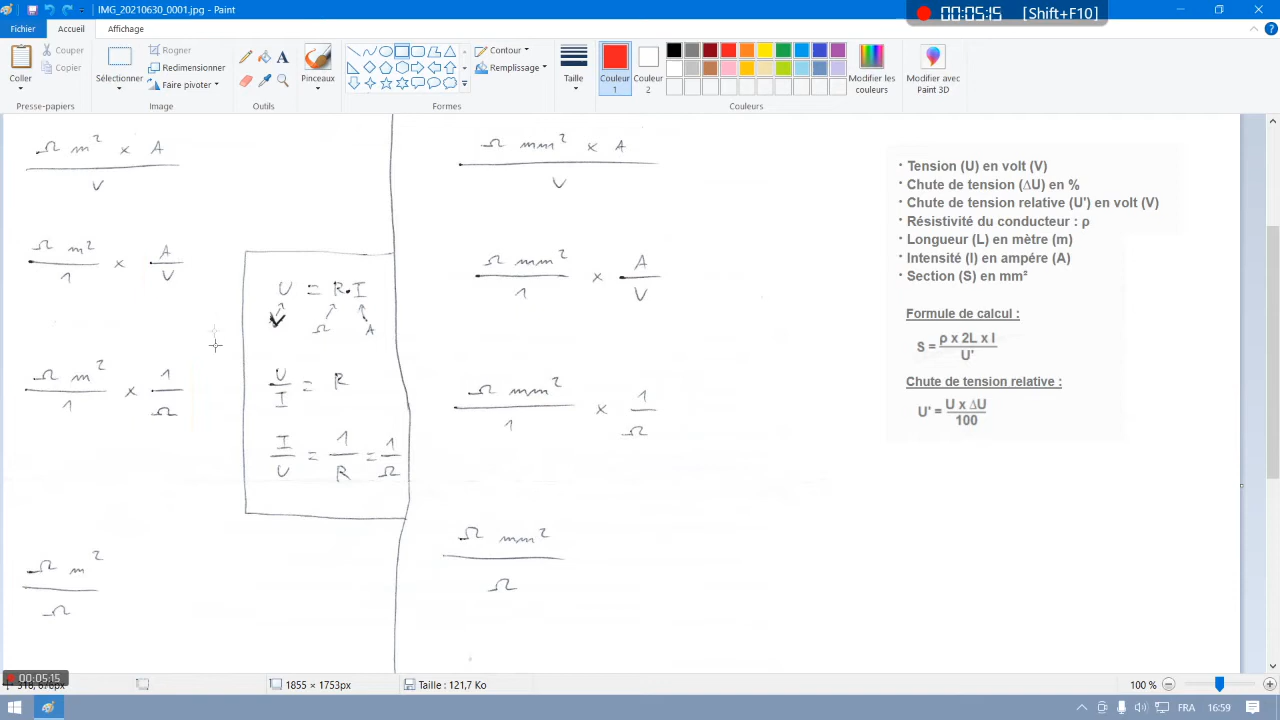 IMG_20210630_0001.jpg - Paint
00:05:15 [Shift+F10]
Fichier Accueil Affichage
Coller
Couper
Copier
Presse-papiers
Sélectionner
Rogner
Redimensionner
Faire pivoter
Image
A
Outils
Pinceaux
Contour
Remplissage
Formes
Taille
Couleur 1
Couleur 2
Couleurs
Modifier les couleurs
Modifier avec Paint 3D
Ω m² x A
V
Ω m² x A
1 V
Ω m² x 1
1 Ω
Ω m²
Ω
U = R.I
V Ω A
U = R
I
I = 1 = 1
U R Ω
Ω mm² x A
V
Ω mm² x A
1 V
Ω mm² x 1
1 Ω
Ω mm²
Ω
· Tension (U) en volt (V)
· Chute de tension (∆U) en %
· Chute de tension relative (U') en volt (V)
· Résistivité du conducteur : ρ
· Longueur (L) en mètre (m)
· Intensité (I) en ampére (A)
· Section (S) en mm²
Formule de calcul :
S = ρ x 2L x I
U'
Chute de tension relative :
U' = U x ∆U
100
00:05:15
1855 × 1753px
Taille : 121,7 Ko
100 %
FRA 16:59